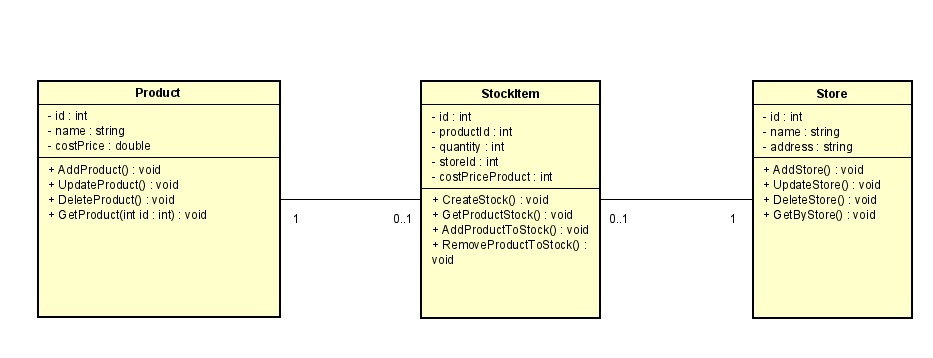 Product
- id : int
- name : string
- costPrice : double
+ AddProduct() : void
+ UpdateProduct() : void
+ DeleteProduct() : void
+ GetProduct(int id : int) : void
1
0..1
StockItem
- id : int
- productId : int
- quantity : int
- storeId : int
- costPriceProduct : int
+ CreateStock() : void
+ GetProductStock() : void
+ AddProductToStock() : void
+ RemoveProductToStock() :
void
0..1
1
Store
- id : int
- name : string
- address : string
+ AddStore() : void
+ UpdateStore() : void
+ DeleteStore() : void
+ GetByStore() : void